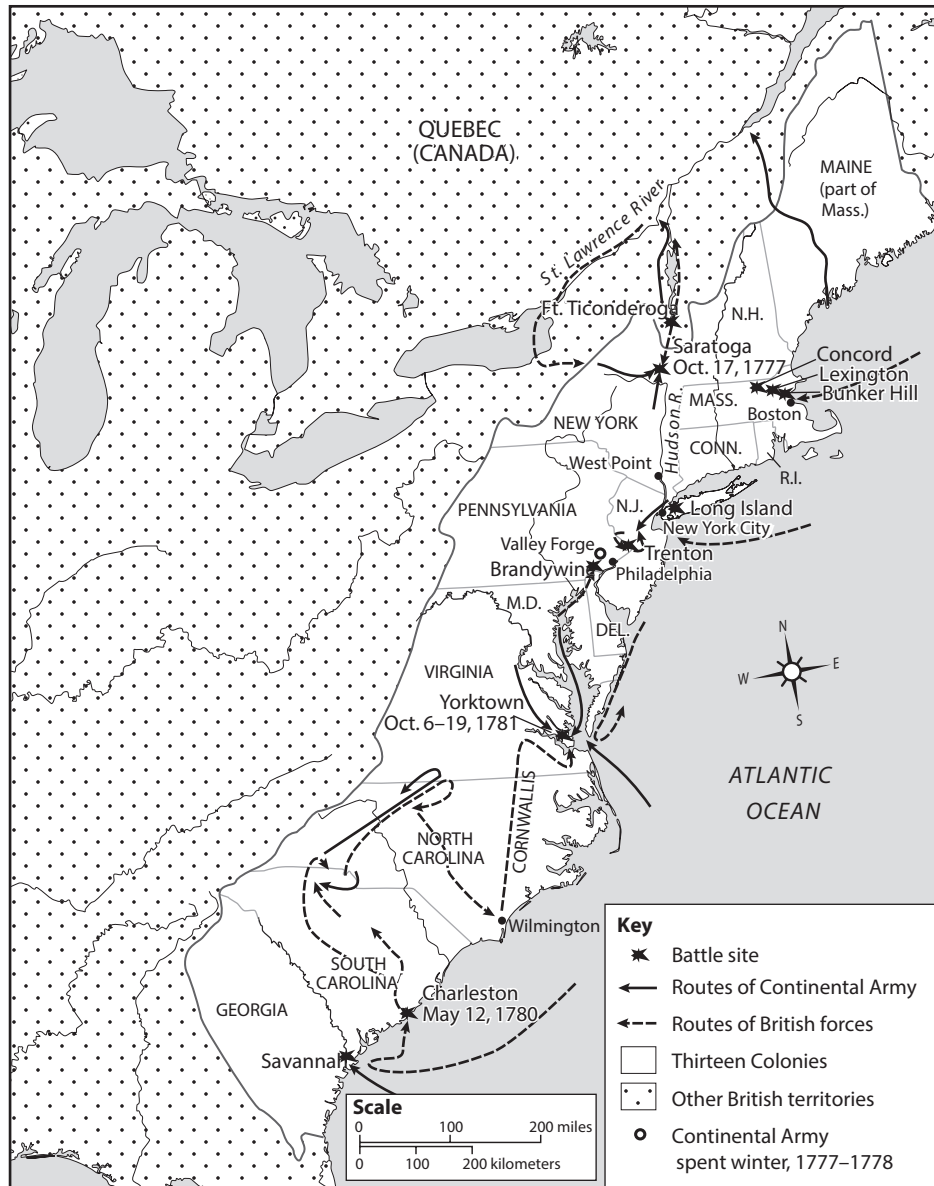 QUEBEC
(CANADA)
MAINE
(part of
Mass.)
St. Lawrence River
Ft. Ticonderoga
N.H.
Saratoga
Oct. 17, 1777
Concord
Lexington
Bunker Hill
MASS.
Boston
Hudson R.
NEW YORK
CONN.
West Point
R.I.
PENNSYLVANIA
N.J.
Long Island
New York City
Valley Forge
Trenton
Brandywin
Philadelphia
M.D.
DEL.
N
W
E
S
VIRGINIA
Yorktown
Oct. 6–19, 1781
ATLANTIC
OCEAN
CORNWALLIS
NORTH
CAROLINA
Wilmington
SOUTH
CAROLINA
GEORGIA
Charleston
May 12, 1780
Savannah
Scale
0 100 200 miles
0 100 200 kilometers
Key
Battle site
Routes of Continental Army
Routes of British forces
Thirteen Colonies
Other British territories
Continental Army
spent winter, 1777–1778